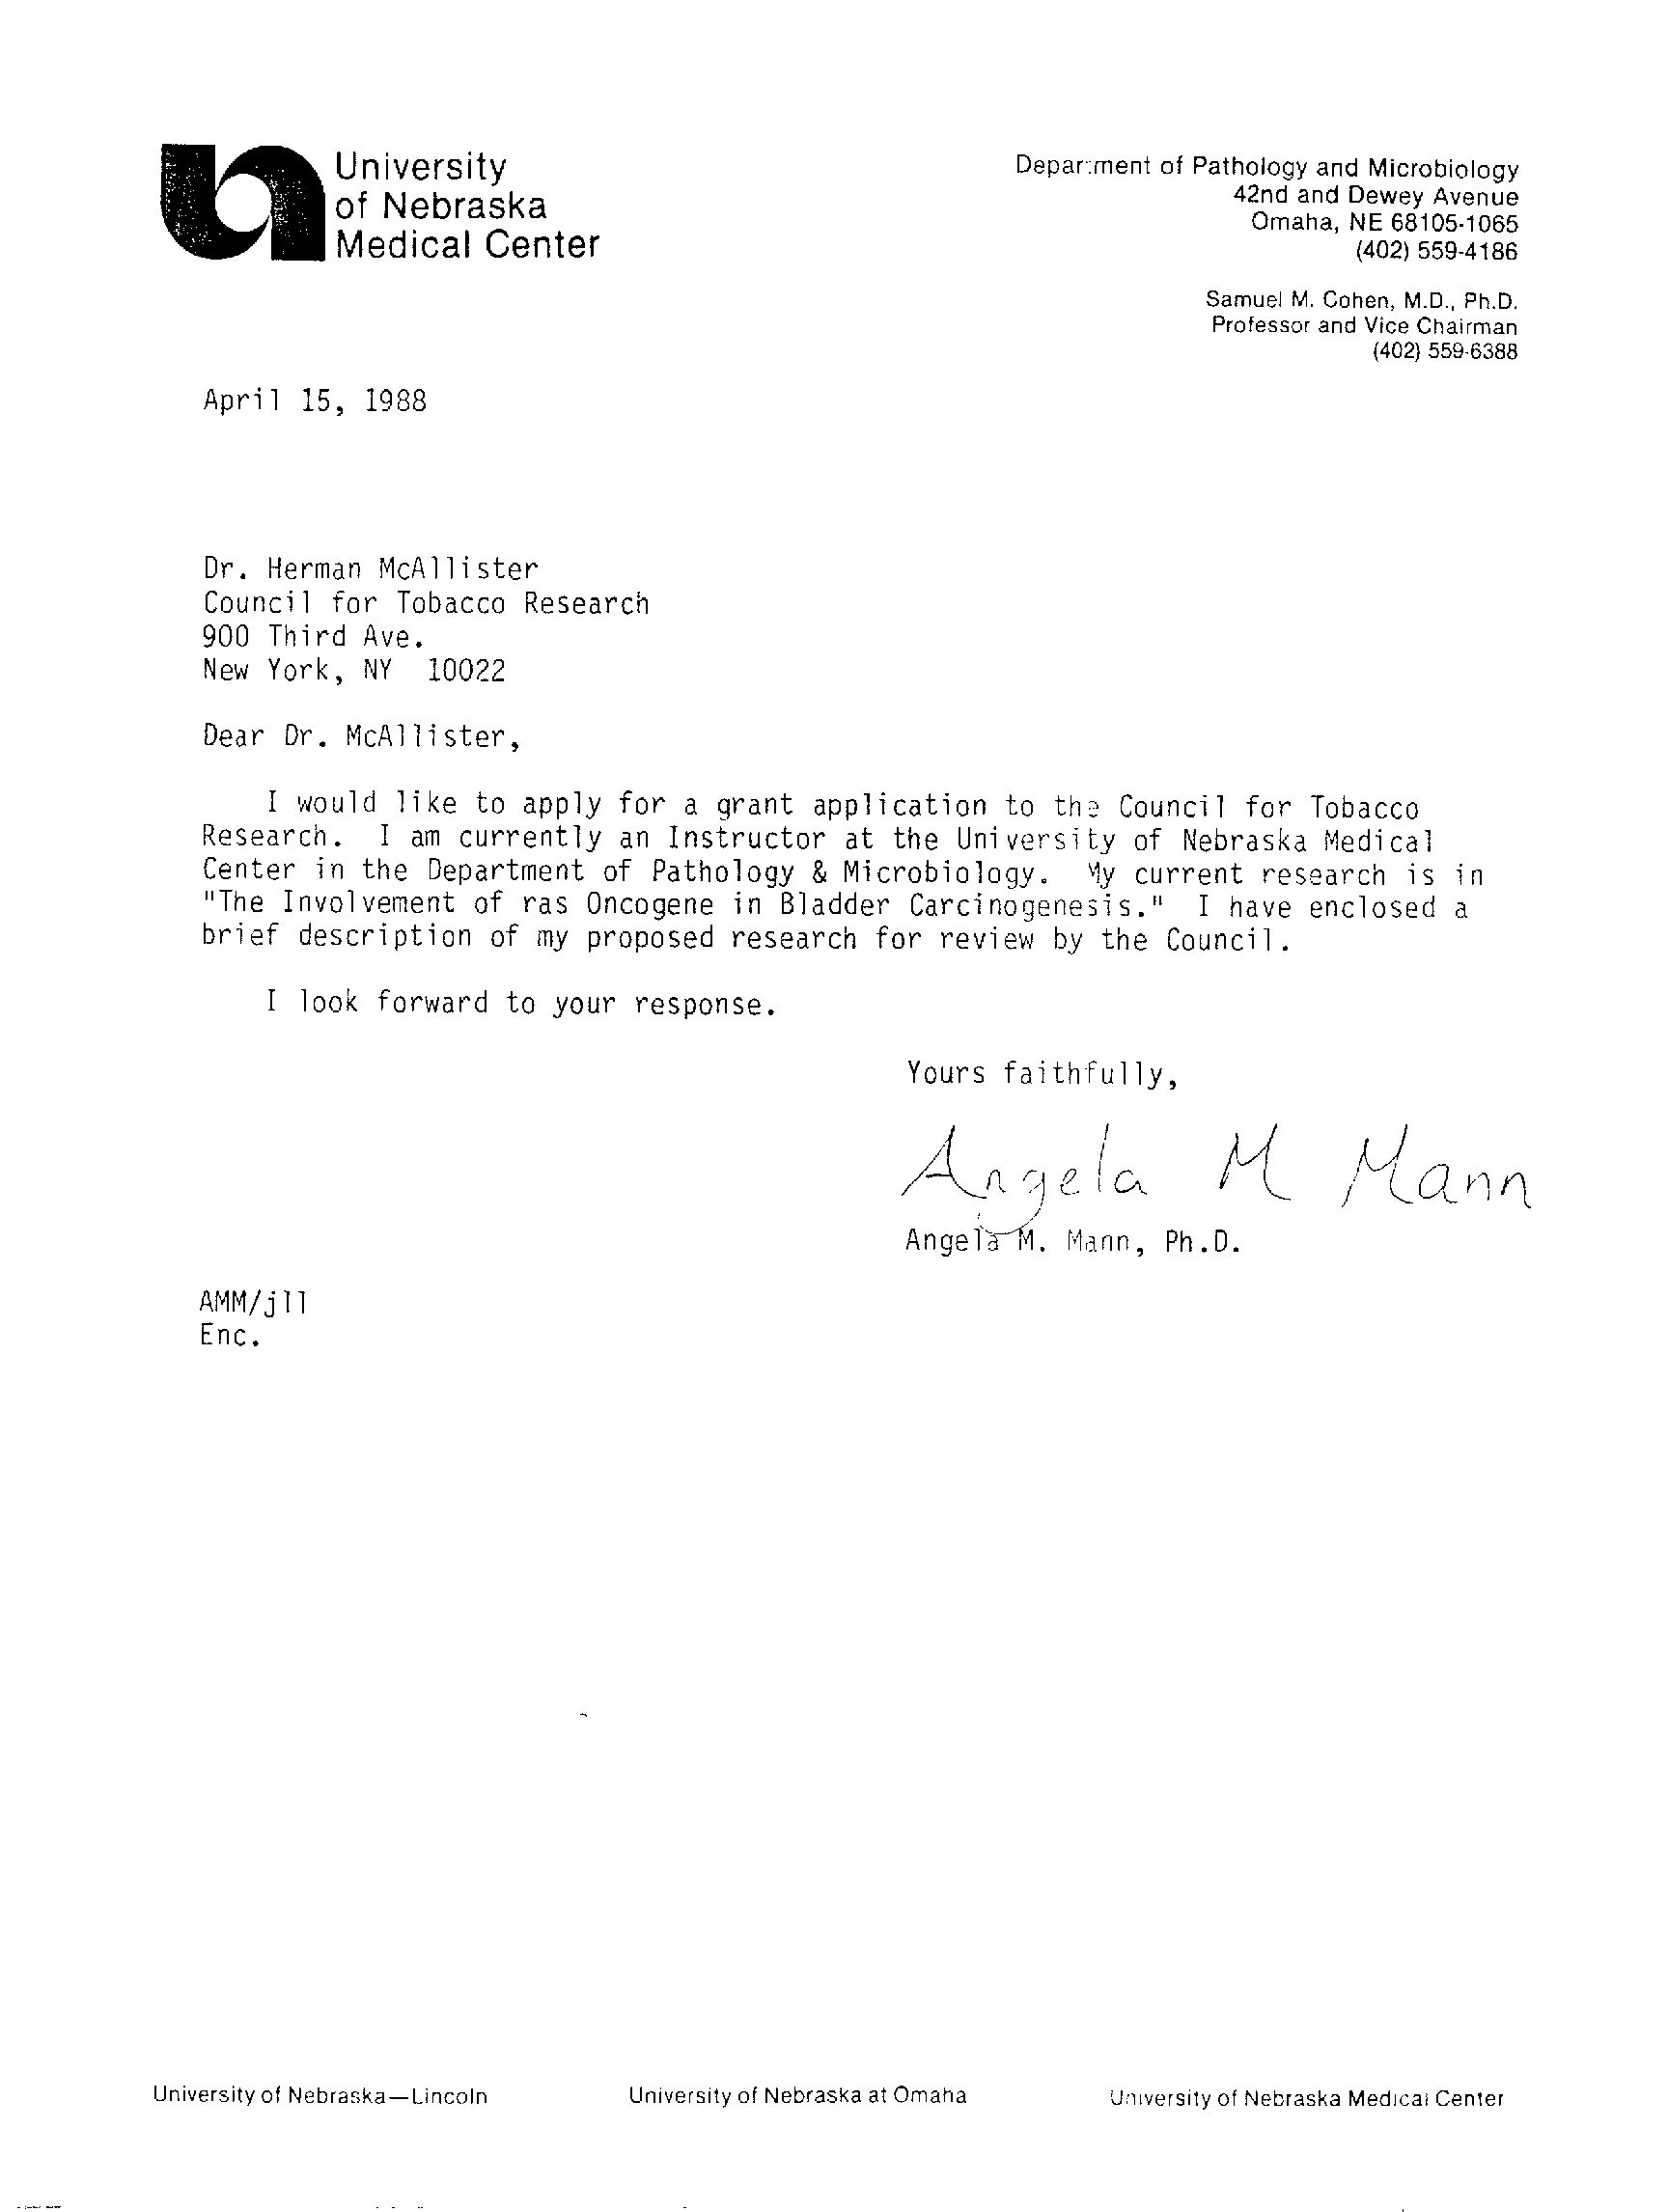 University
of Nebraska
Medical Center
Department of Pathology and Microbiology
42nd and Dewey Avenue
Omaha, NE 68105-1065
(402) 559-4186
Samuel M. Cohen, M.D., Ph.D.
Professor and Vice Chairman
(402) 559-6388
April 15, 1988
Dr. Herman McAllister
Council for Tobacco Research
900 Third Ave.
New York, NY  10022
Dear Dr. McAllister,
I would like to apply for a grant application to the Council for Tobacco
Research.  I am currently an Instructor at the University of Nebraska Medical
Center in the Department of Pathology & Microbiology.  My current research is in
"The Involvement of ras Oncogene in Bladder Carcinogenesis."  I have enclosed a
brief description of my proposed research for review by the Council.
I look forward to your response.
Yours faithfully,
Angela M Mann
Angela M. Mann, Ph.D.
AMM/jll
Enc.
University of Nebraska—Lincoln
University of Nebraska at Omaha
University of Nebraska Medical Center